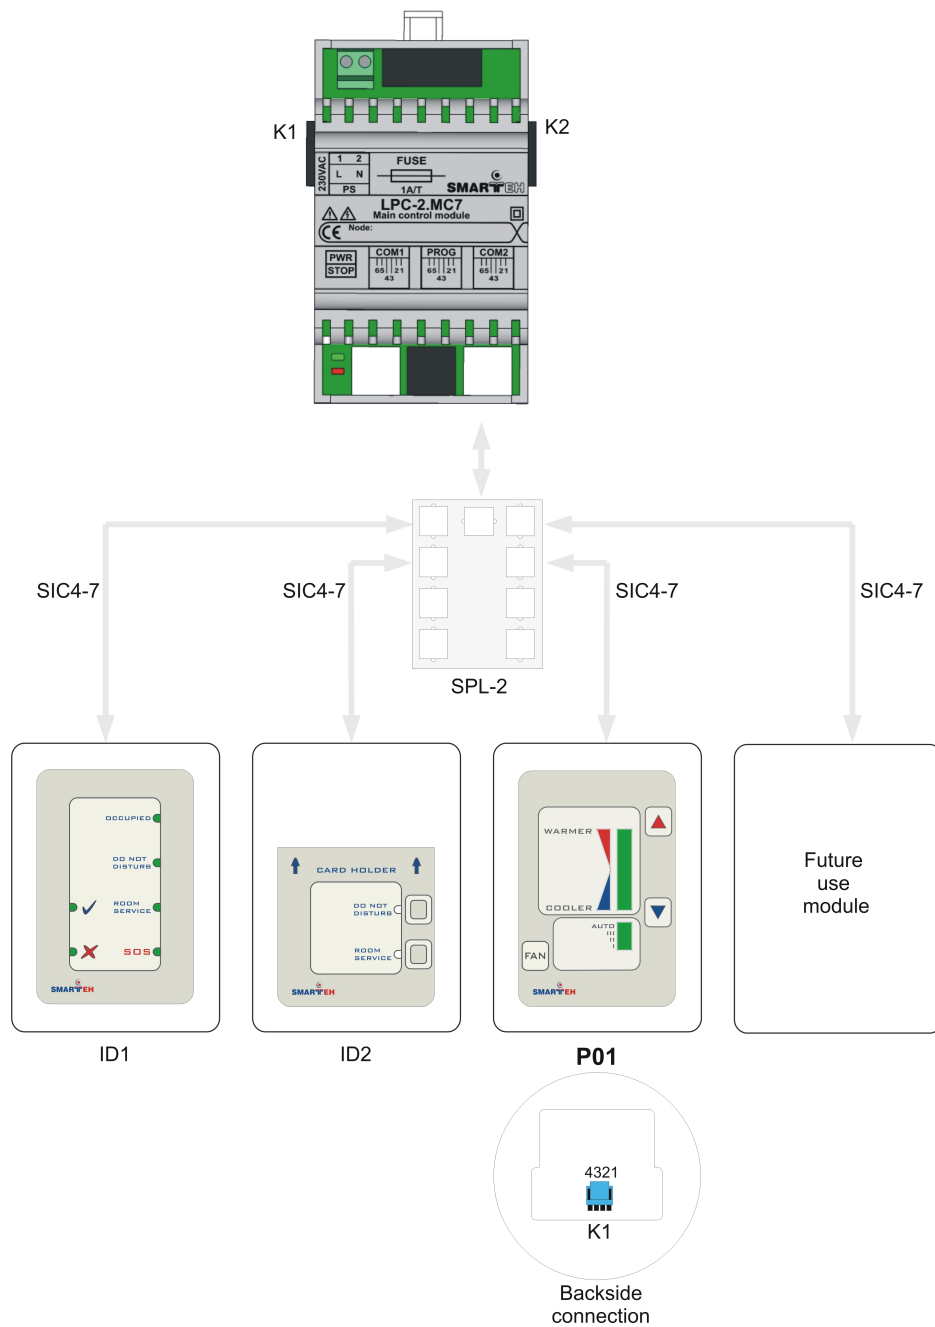 K1
K2
230VAC
1 2
L N
PS
FUSE
1A/T
SMARTEH
LPC-2.MC7
Main control module
CE
Node:
PWR
STOP
COM1
65 21
43
PROG
65 21
43
COM2
65 21
43
SIC4-7
SIC4-7
SIC4-7
SIC4-7
SPL-2
OCCUPIED
DO NOT
DISTURB
ROOM
SERVICE
SOS
SMARTEH
ID1
CARD HOLDER
DO NOT
DISTURB
ROOM
SERVICE
SMARTEH
ID2
WARMER
COOLER
AUTO
III
II
I
FAN
SMARTEH
P01
Future
use
module
4321
K1
Backside
connection